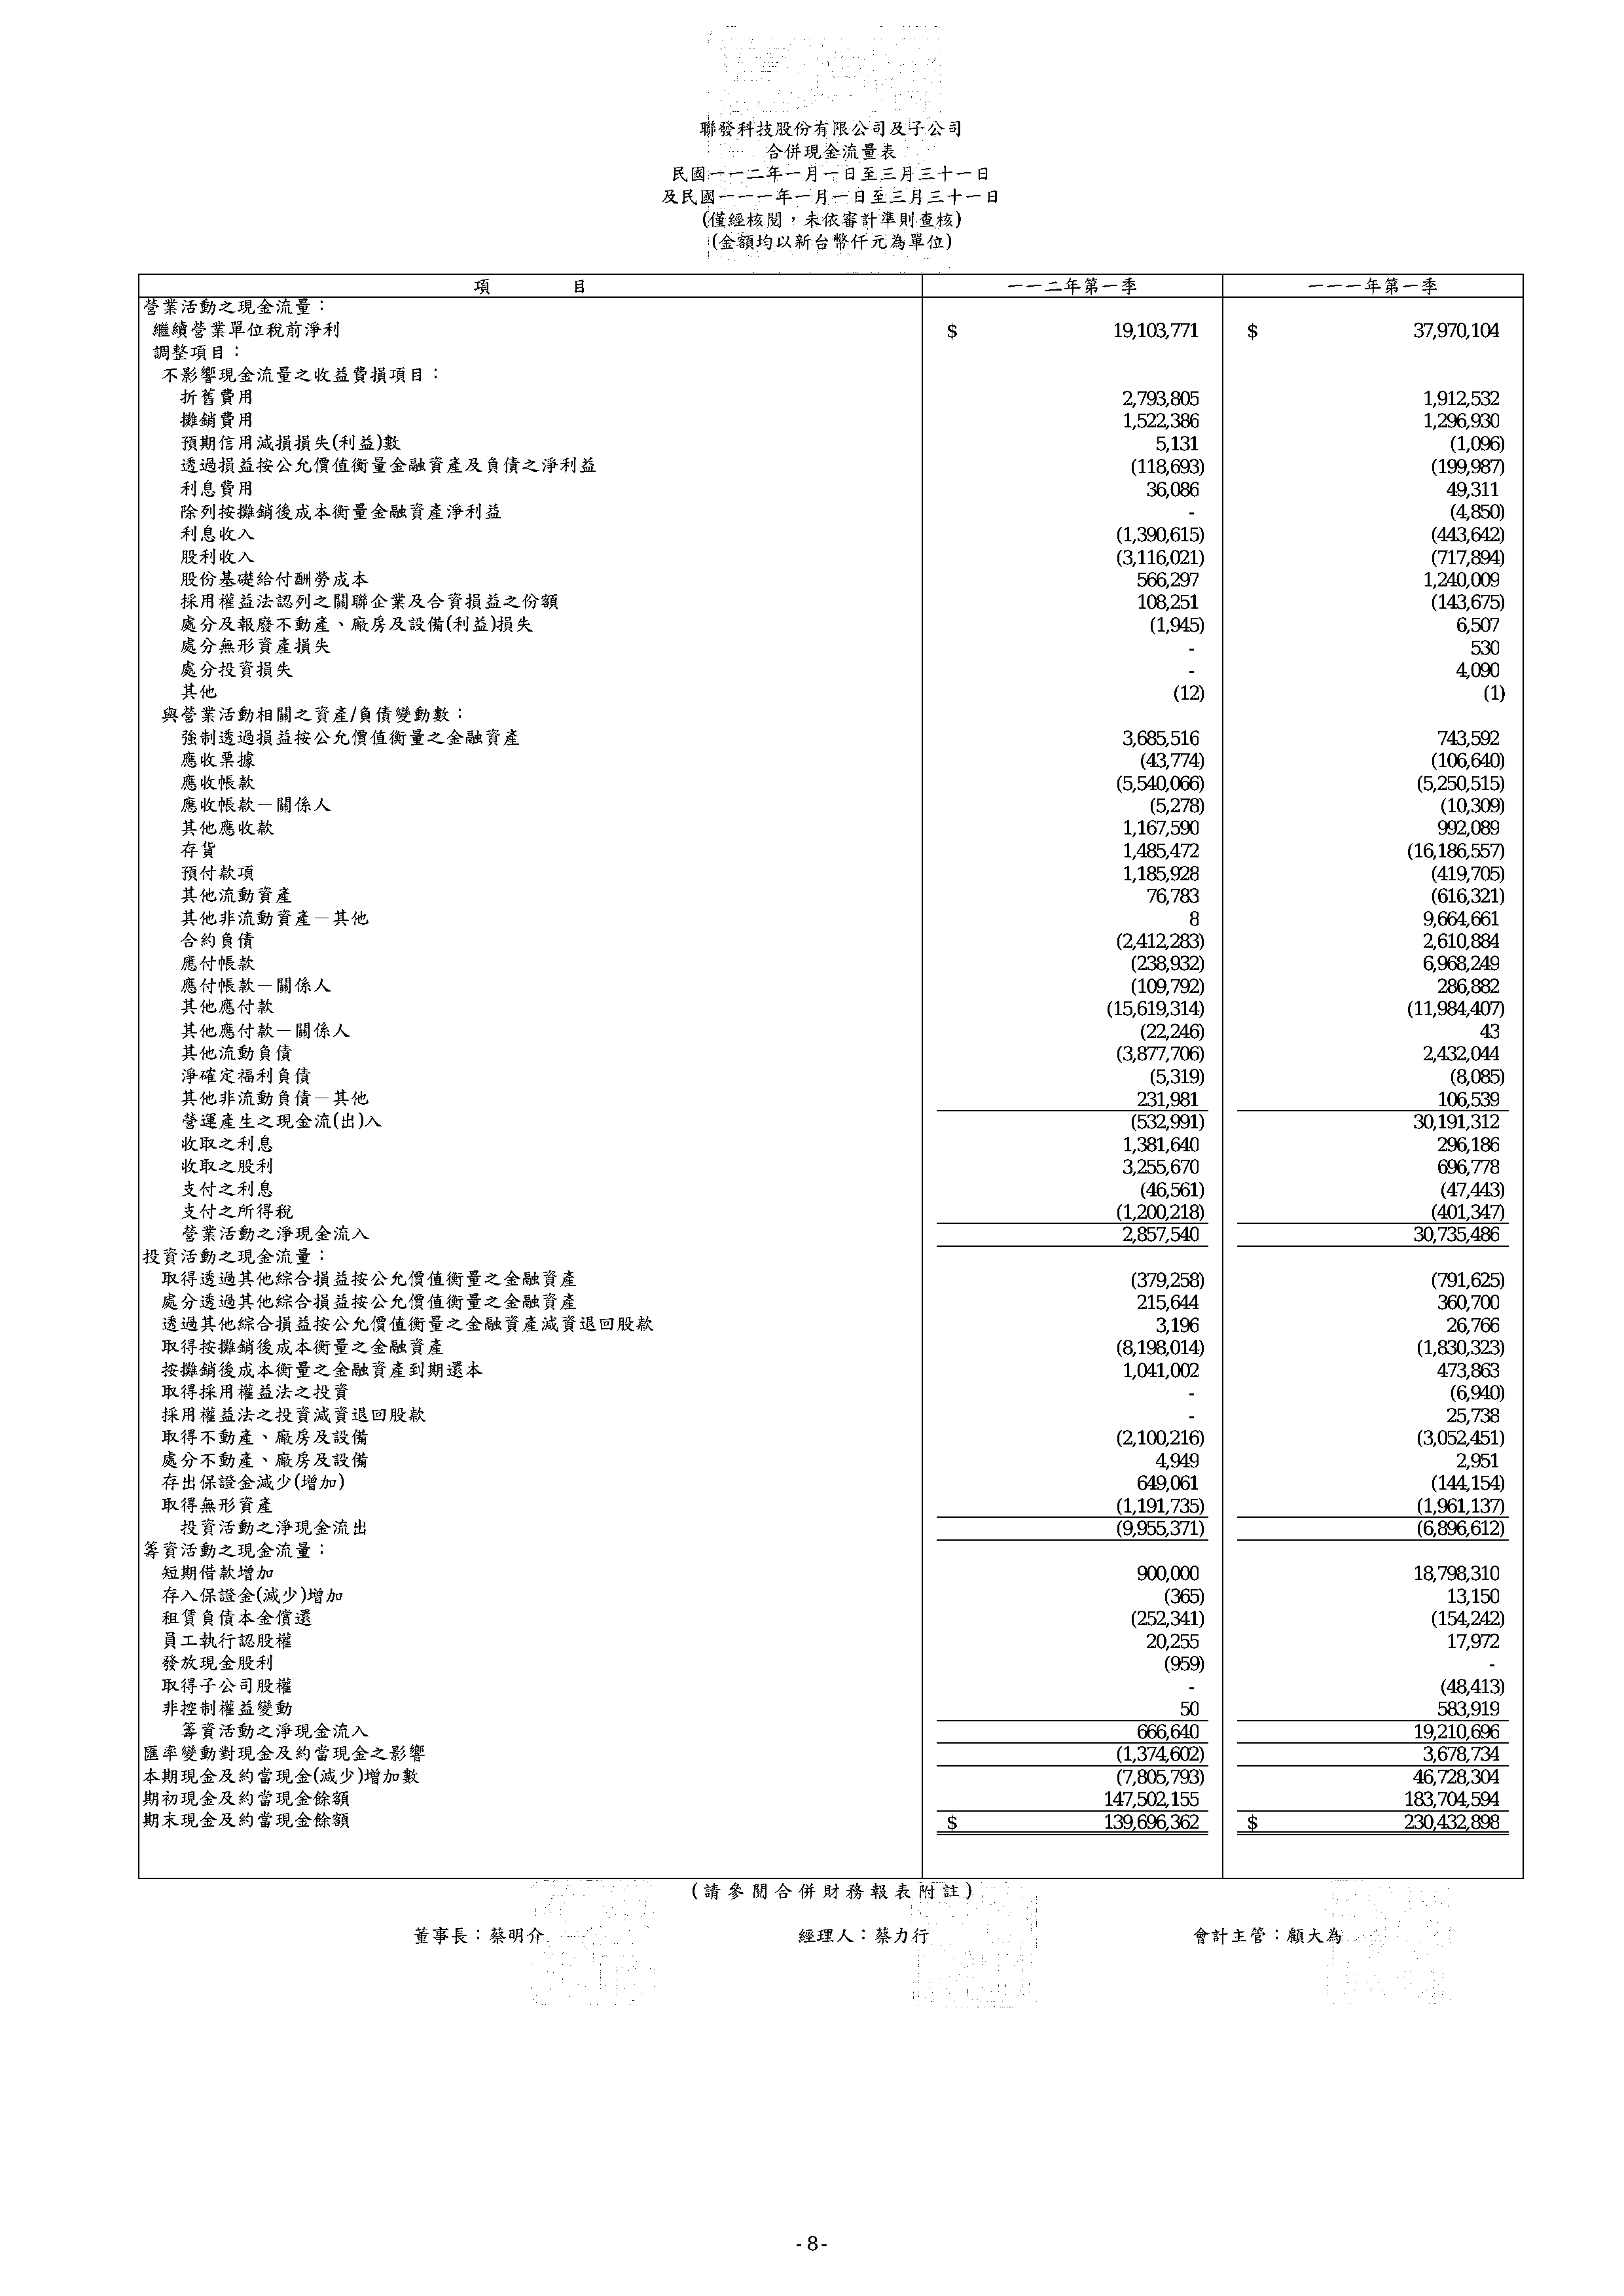 聯發科技股份有限公司及子公司
合併現金流量表
民國一一二年一月一日至三月三十一日
及民國一一一年一月一日至三月三十一日
(僅經核閱，未依審計準則查核)
(金額均以新台幣仟元為單位)
項 目 一一二年第一季 一一一年第一季
營業活動之現金流量：
繼續營業單位稅前淨利 $ 19,103,771 $ 37,970,104
調整項目：
不影響現金流量之收益費損項目：
折舊費用 2,793,805 1,912,532
攤銷費用 1,522,386 1,296,930
預期信用減損損失(利益)數 5,131 (1,096)
透過損益按公允價值衡量金融資產及負債之淨利益 (118,693) (199,987)
利息費用 36,086 49,311
除列按攤銷後成本衡量金融資產淨利益 - (4,850)
利息收入 (1,390,615) (443,642)
股利收入 (3,116,021) (717,894)
股份基礎給付酬勞成本 566,297 1,240,009
採用權益法認列之關聯企業及合資損益之份額 108,251 (143,675)
處分及報廢不動產、廠房及設備(利益)損失 (1,945) 6,507
處分無形資產損失 - 530
處分投資損失 - 4,090
其他 (12) (1)
與營業活動相關之資產/負債變動數：
強制透過損益按公允價值衡量之金融資產 3,685,516 743,592
應收票據 (43,774) (106,640)
應收帳款 (5,540,066) (5,250,515)
應收帳款－關係人 (5,278) (10,309)
其他應收款 1,167,590 992,089
存貨 1,485,472 (16,186,557)
預付款項 1,185,928 (419,705)
其他流動資產 76,783 (616,321)
其他非流動資產－其他 8 9,664,661
合約負債 (2,412,283) 2,610,884
應付帳款 (238,932) 6,968,249
應付帳款－關係人 (109,792) 286,882
其他應付款 (15,619,314) (11,984,407)
其他應付款－關係人 (22,246) 43
其他流動負債 (3,877,706) 2,432,044
淨確定福利負債 (5,319) (8,085)
其他非流動負債－其他 231,981 106,539
營運產生之現金流(出)入 (532,991) 30,191,312
收取之利息 1,381,640 296,186
收取之股利 3,255,670 696,778
支付之利息 (46,561) (47,443)
支付之所得稅 (1,200,218) (401,347)
營業活動之淨現金流入 2,857,540 30,735,486
投資活動之現金流量：
取得透過其他綜合損益按公允價值衡量之金融資產 (379,258) (791,625)
處分透過其他綜合損益按公允價值衡量之金融資產 215,644 360,700
透過其他綜合損益按公允價值衡量之金融資產減資退回股款 3,196 26,766
取得按攤銷後成本衡量之金融資產 (8,198,014) (1,830,323)
按攤銷後成本衡量之金融資產到期還本 1,041,002 473,863
取得採用權益法之投資 - (6,940)
採用權益法之投資減資退回股款 - 25,738
取得不動產、廠房及設備 (2,100,216) (3,052,451)
處分不動產、廠房及設備 4,949 2,951
存出保證金減少(增加) 649,061 (144,154)
取得無形資產 (1,191,735) (1,961,137)
投資活動之淨現金流出 (9,955,371) (6,896,612)
籌資活動之現金流量：
短期借款增加 900,000 18,798,310
存入保證金(減少)增加 (365) 13,150
租賃負債本金償還 (252,341) (154,242)
員工執行認股權 20,255 17,972
發放現金股利 (959) -
取得子公司股權 - (48,413)
非控制權益變動 50 583,919
籌資活動之淨現金流入 666,640 19,210,696
匯率變動對現金及約當現金之影響 (1,374,602) 3,678,734
本期現金及約當現金(減少)增加數 (7,805,793) 46,728,304
期初現金及約當現金餘額 147,502,155 183,704,594
期末現金及約當現金餘額 $ 139,696,362 $ 230,432,898
(請參閱合併財務報表附註)
董事長：蔡明介 經理人：蔡力行 會計主管：顧大為
- 8 -